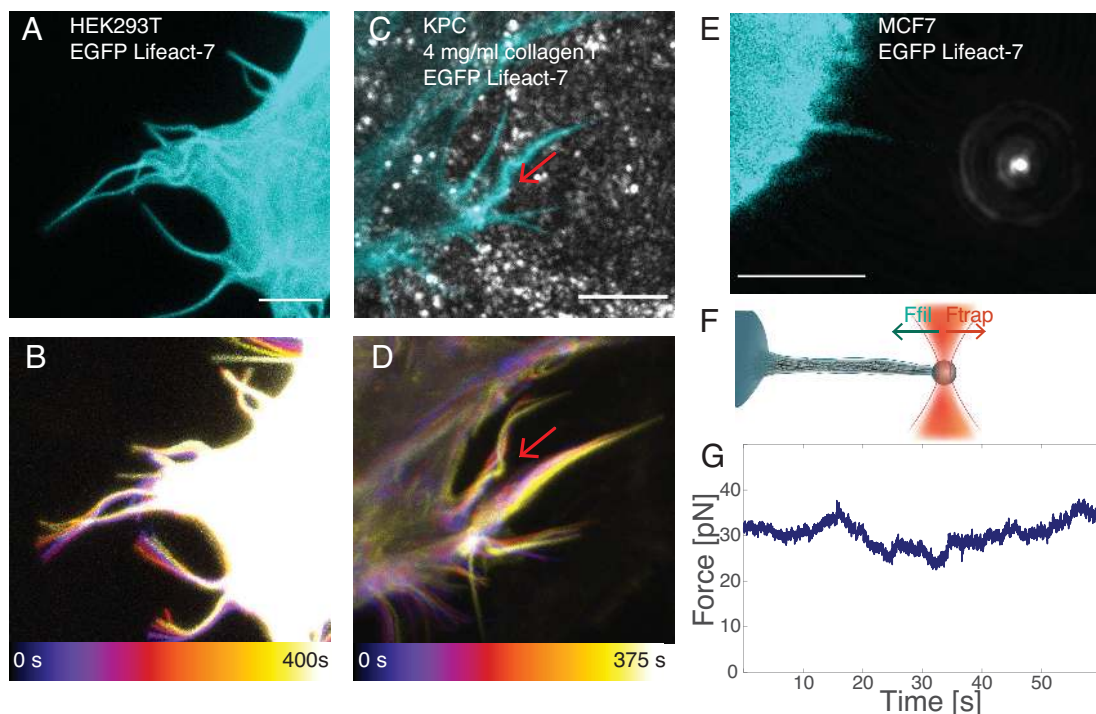 A
HEK293T
EGFP Lifeact-7
B
0 s
400s
C
KPC
4 mg/ml collagen I
EGFP Lifeact-7
D
0 s
375 s
E
MCF7
EGFP Lifeact-7
F
Ffil
Ftrap
G
Force [pN]
40
30
20
10
0
10
20
30
40
50
Time [s]